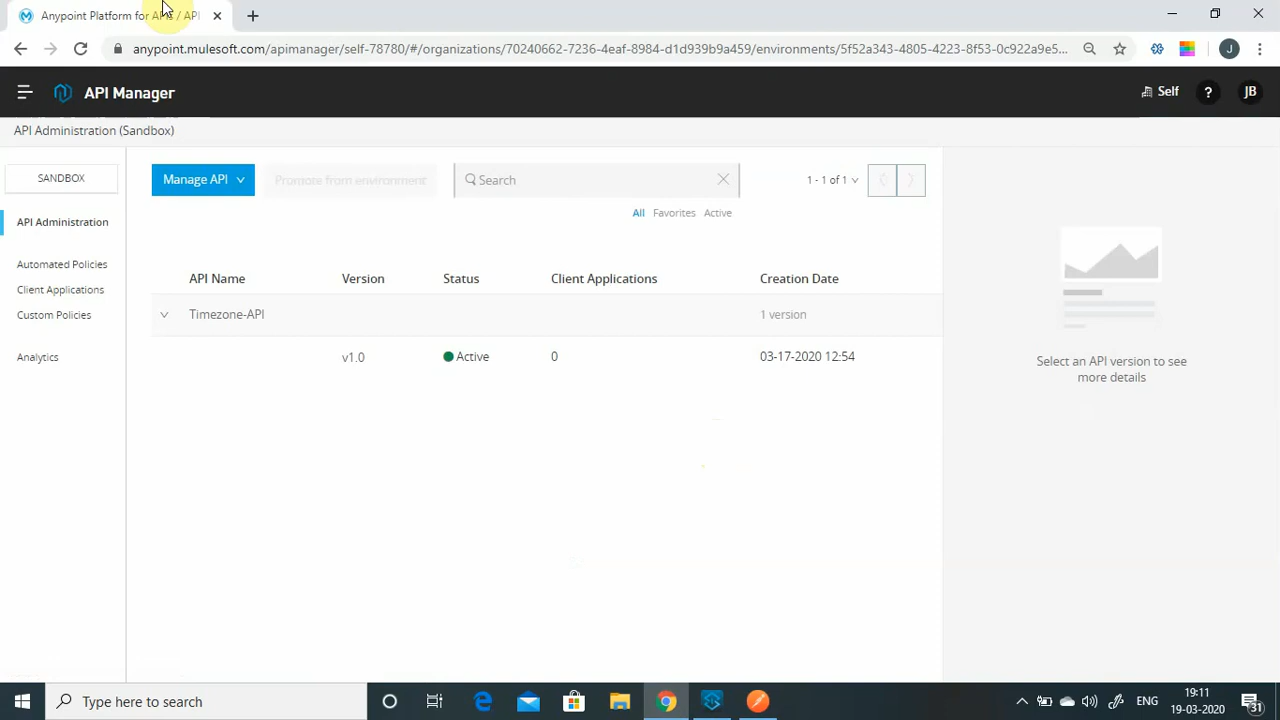 Anypoint Platform for APIs / API
anypoint.mulesoft.com/apimanager/self-78780/#/organizations/70240662-7236-4eaf-8984-d1d939b9a459/environments/5f52a343-4805-4223-8f53-0c922a9e5...
J
API Manager
Self
?
JB
API Administration (Sandbox)
SANDBOX
Manage API
Promote from environment
Search
1 - 1 of 1
All Favorites Active
API Administration
Automated Policies
Client Applications
Custom Policies
Analytics
API Name Version Status Client Applications Creation Date
Timezone-API 1 version
v1.0 Active 0 03-17-2020 12:54
Select an API version to see
more details
Type here to search
ENG
19:11
19-03-2020
31